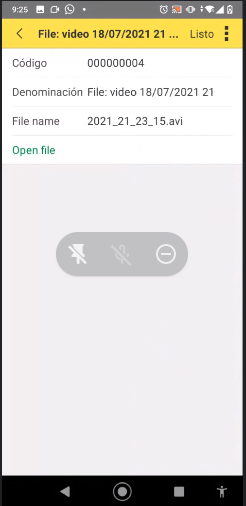 9:25
File: video 18/07/2021 21 ... Listo
Código 000000004
Denominación File: video 18/07/2021 21
File name 2021_21_23_15.avi
Open file